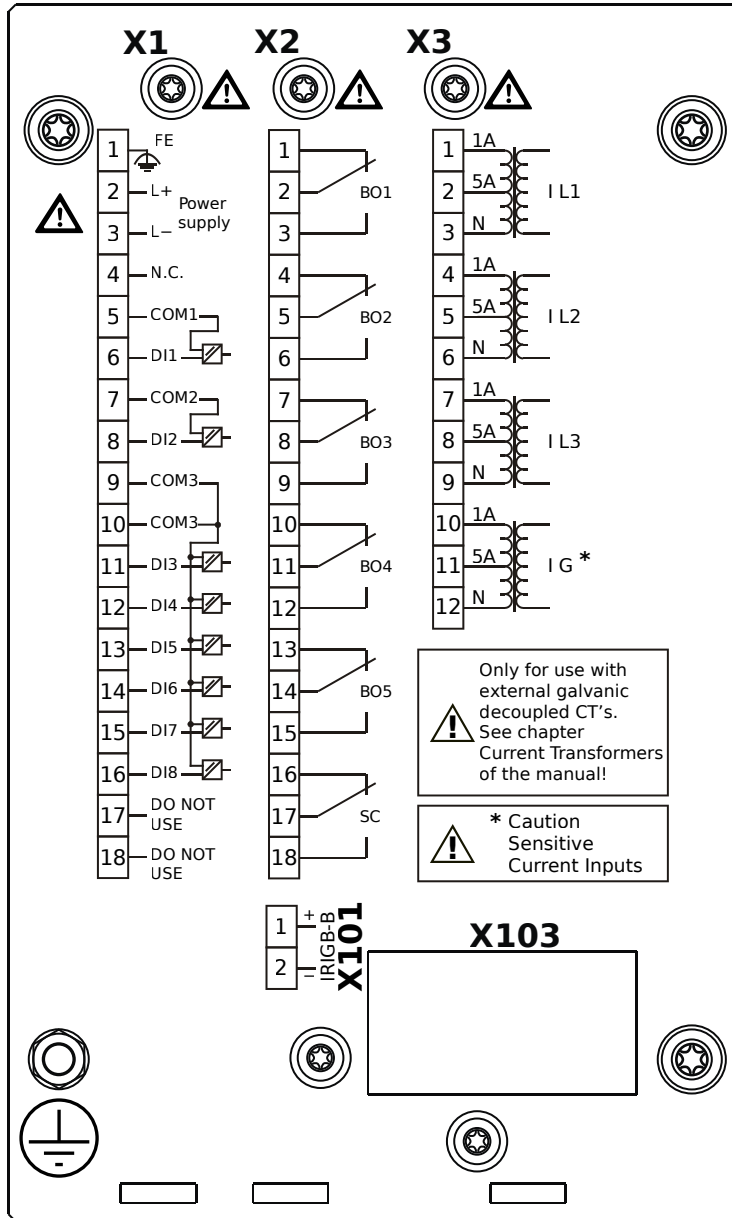 X1
X2
X3
1 FE
2 L+
Power
supply
3 L−
4 N.C.
5 COM1
6 DI1
7 COM2
8 DI2
9 COM3
10 COM3
11 DI3
12 DI4
13 DI5
14 DI6
15 DI7
16 DI8
17 DO NOT
USE
18 DO NOT
USE
1
2 BO1
3
4
5 BO2
6
7
8 BO3
9
10
11 BO4
12
13
14 BO5
15
16
17 SC
18
1 1A
2 5A I L1
3 N
4 1A
5 5A I L2
6 N
7 1A
8 5A I L3
9 N
10 1A
11 5A I G *
12 N
Only for use with
external galvanic
decoupled CT's.
See chapter
Current Transformers
of the manual!
* Caution
Sensitive
Current Inputs
1 +
2 −
IRIGB-B
X101
X103